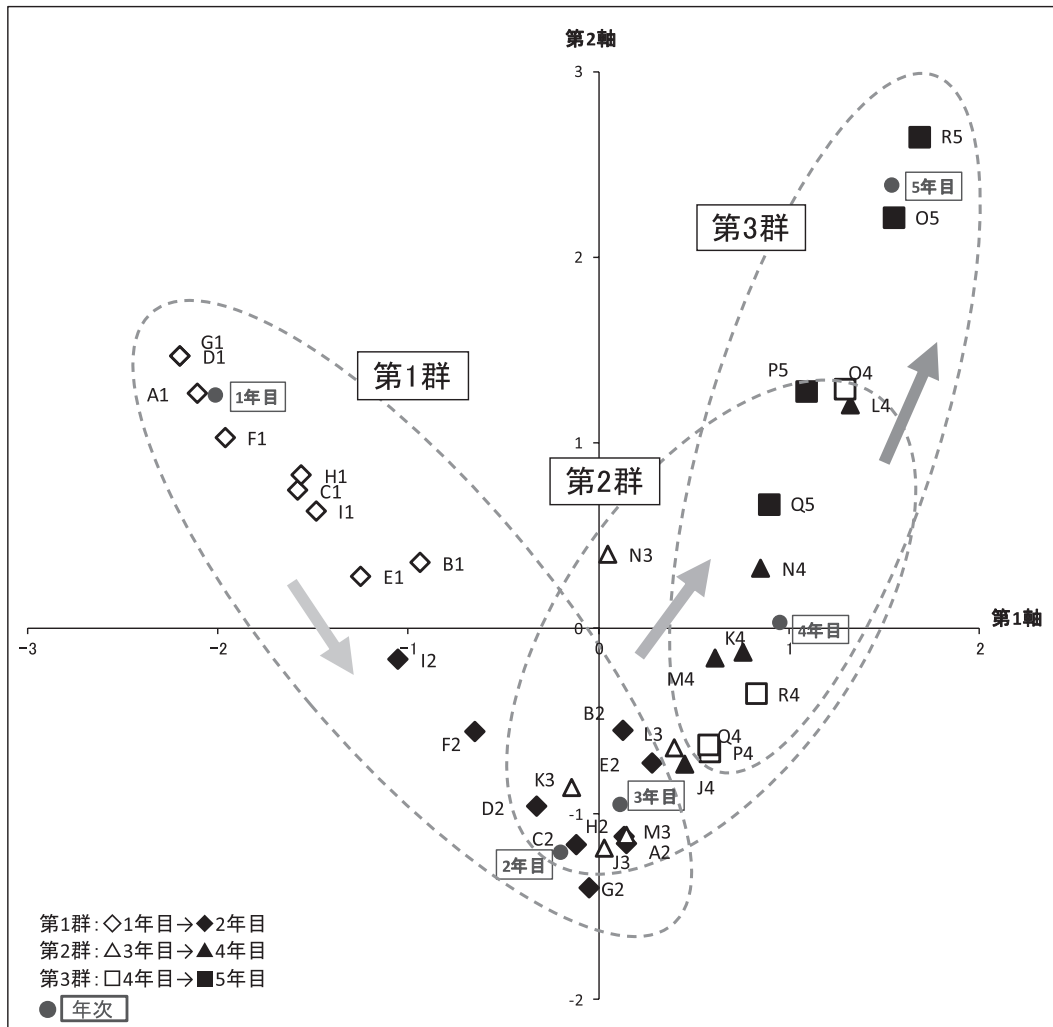 第2軸
3
R5
5年目
O5
第3群
2
G1
D1
第1群
A1
1年目
P5
O4
L4
F1
1
H1
C1
第2群
I1
Q5
N3
B1
E1
N4
第1軸
-3
-2
-1
0
1
2
4年目
K4
I2
M4
R4
B2
F2
L3
Q4
P4
E2
K3
J4
3年目
D2
-1
H2
M3
C2
A2
J3
2年目
G2
第1群:◇1年目→◆2年目
第2群:△3年目→▲4年目
第3群:□4年目→■5年目
●年次
-2